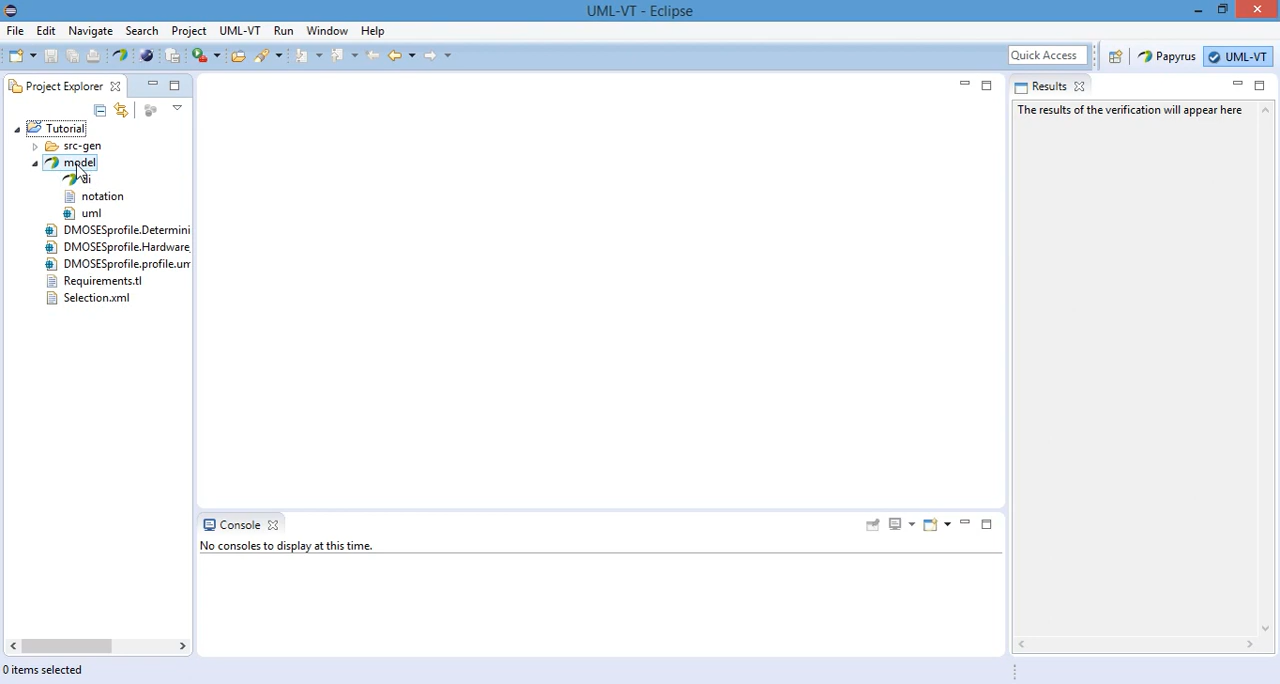 UML-VT - Eclipse
File Edit Navigate Search Project UML-VT Run Window Help
Quick Access Papyrus UML-VT
Project Explorer
Tutorial
src-gen
model
di
notation
uml
DMOSESprofile.Determini
DMOSESprofile.Hardware_
DMOSESprofile.profile.um
Requirements.tl
Selection.xml
Console
No consoles to display at this time.
Results
The results of the verification will appear here
0 items selected